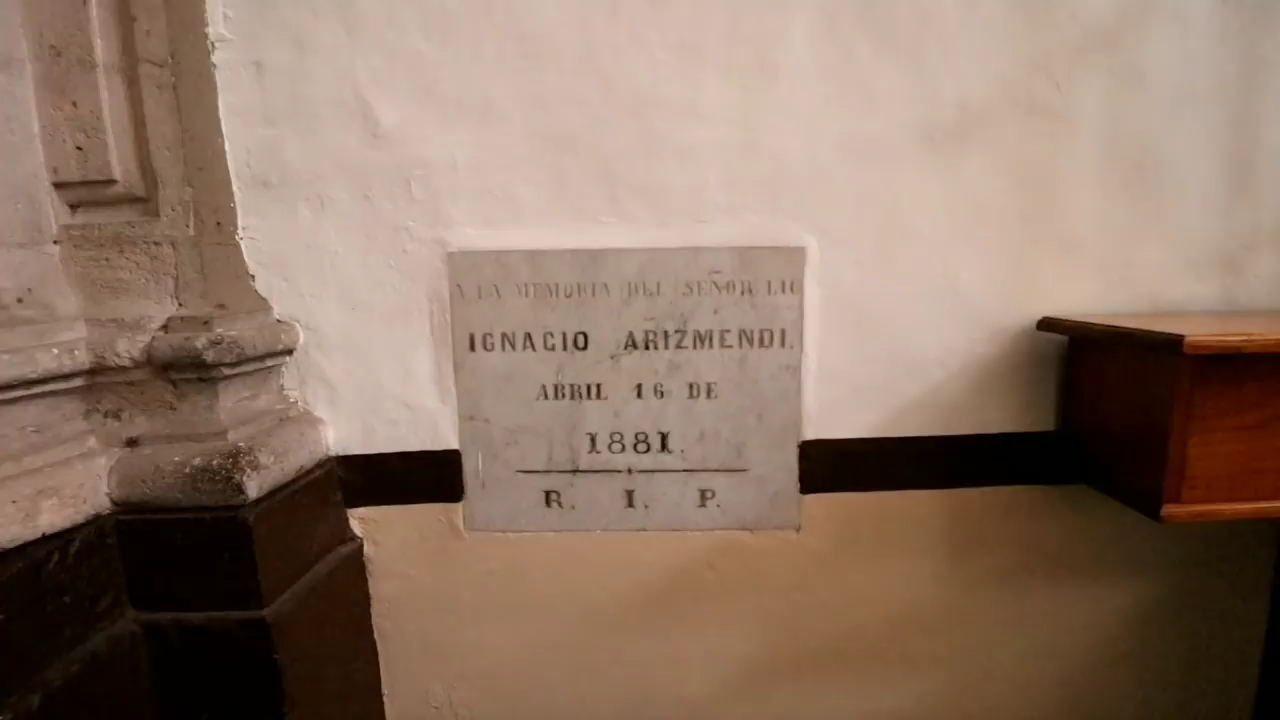 A LA MEMORIA DEL SEÑOR LIC
IGNACIO ARIZMENDI.
ABRIL 16 DE
1881.
R. I. P.